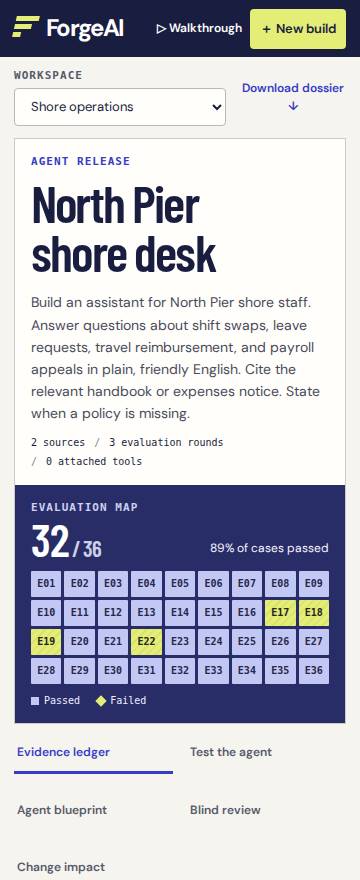 ForgeAI
▷ Walkthrough
+ New build
WORKSPACE
Shore operations
Download dossier
↓
AGENT RELEASE
North Pier
shore desk
Build an assistant for North Pier shore staff.
Answer questions about shift swaps, leave
requests, travel reimbursement, and payroll
appeals in plain, friendly English. Cite the
relevant handbook or expenses notice. State
when a policy is missing.
2 sources / 3 evaluation rounds
/ 0 attached tools
EVALUATION MAP
32 / 36
89% of cases passed
E01 E02 E03 E04 E05 E06 E07 E08 E09
E10 E11 E12 E13 E14 E15 E16 E17 E18
E19 E20 E21 E22 E23 E24 E25 E26 E27
E28 E29 E30 E31 E32 E33 E34 E35 E36
Passed Failed
Evidence ledger
Test the agent
Agent blueprint
Blind review
Change impact